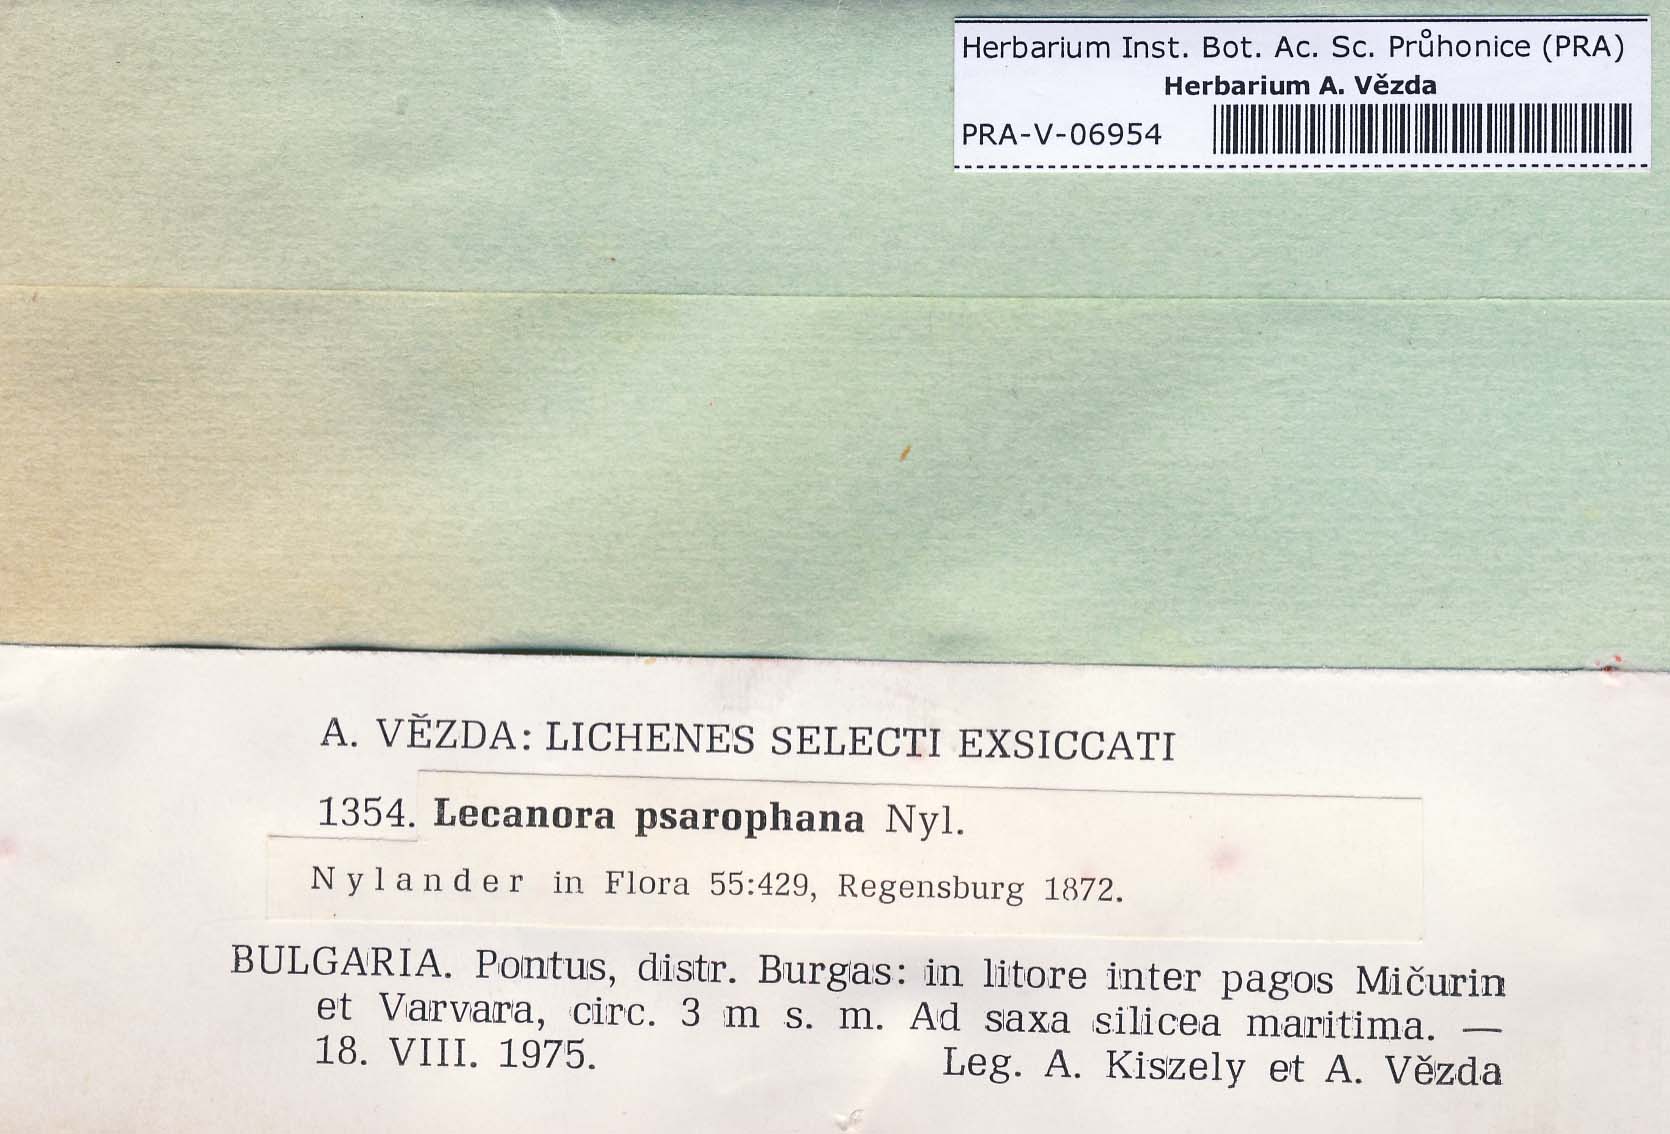 Herbarium Inst. Bot. Ac. Sc. Průhonice (PRA)
Herbarium A. Vězda
PRA-V-06954
A. VĚZDA: LICHENES SELECTI EXSICCATI
1354. Lecanora psarophana Nyl.
Nylander in Flora 55:429, Regensburg 1872.
BULGARIA. Pontus, distr. Burgas: in litore inter pagos Mičurin
et Varvara, circ. 3 m s. m. Ad saxa silicea maritima. —
18. VIII. 1975. Leg. A. Kiszely et A. Vězda